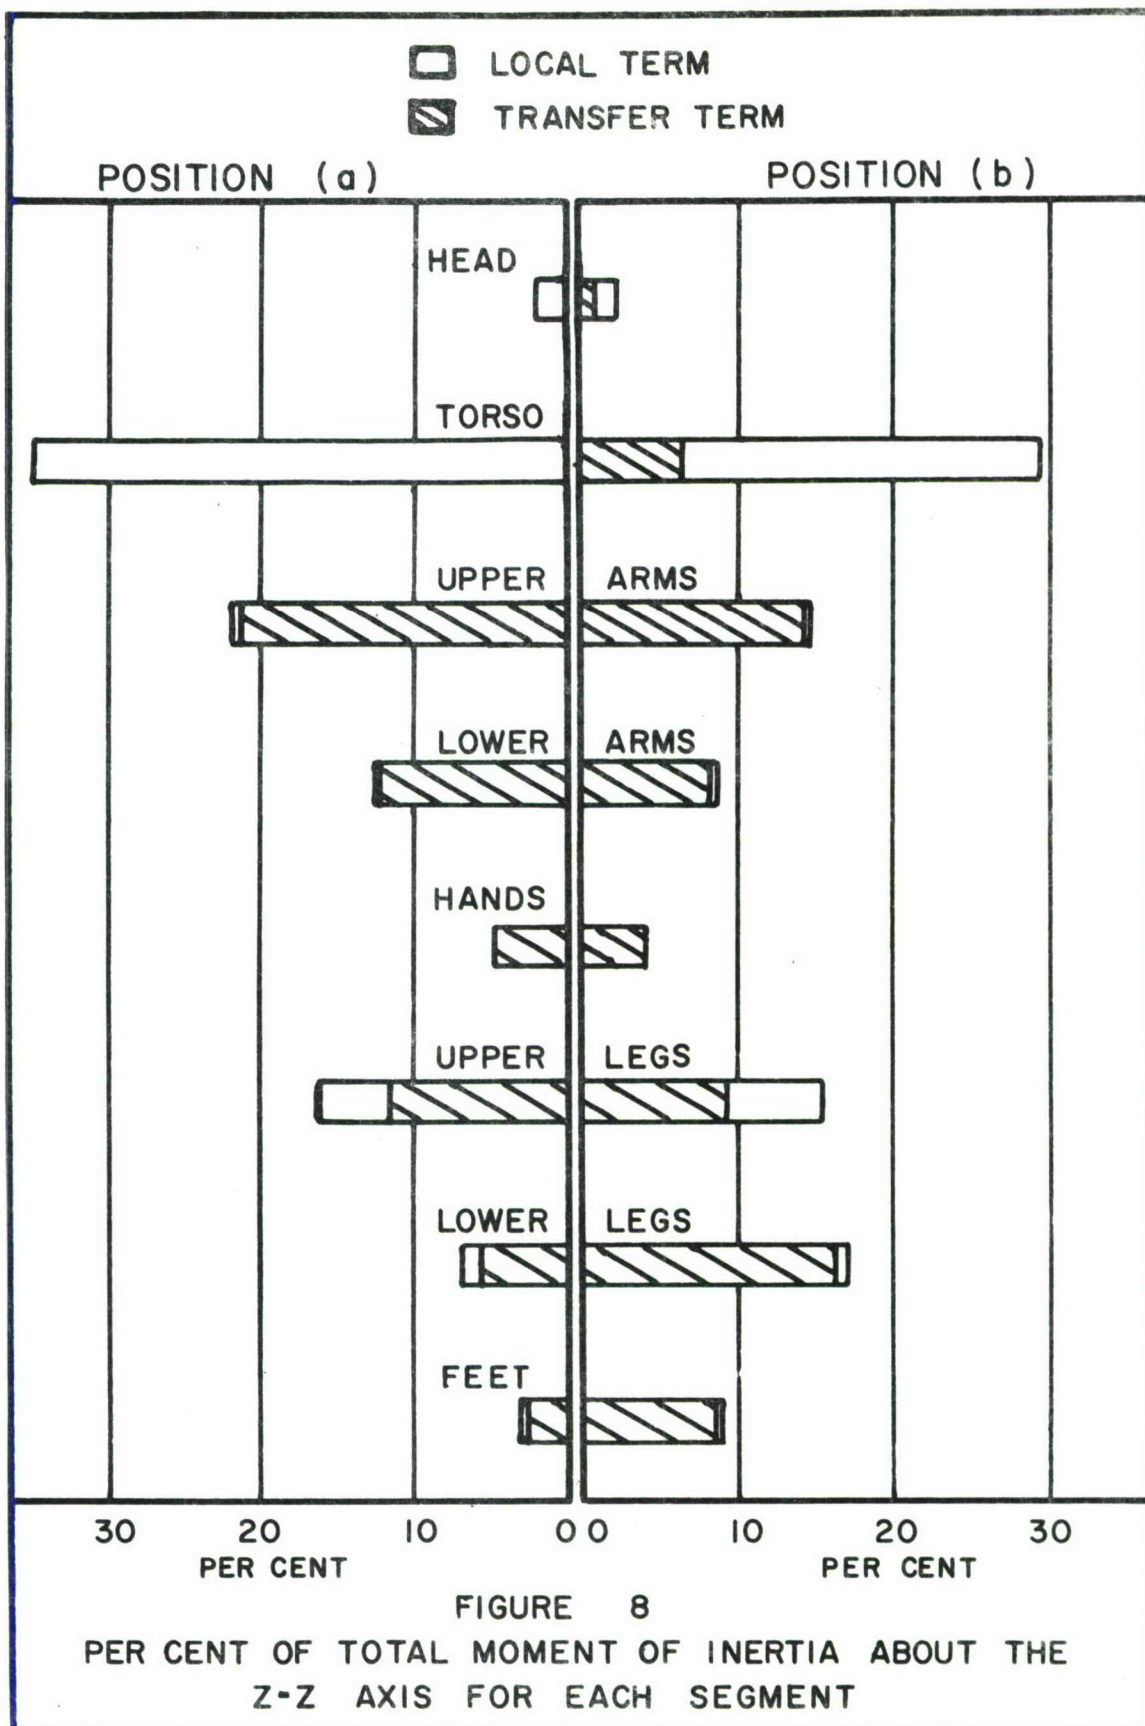 LOCAL TERM
TRANSFER TERM
POSITION (a) POSITION (b)
HEAD
TORSO
UPPER ARMS
LOWER ARMS
HANDS
UPPER LEGS
LOWER LEGS
FEET
30 20 10 0 0 10 20 30
PER CENT PER CENT
FIGURE 8
PER CENT OF TOTAL MOMENT OF INERTIA ABOUT THE
Z-Z AXIS FOR EACH SEGMENT